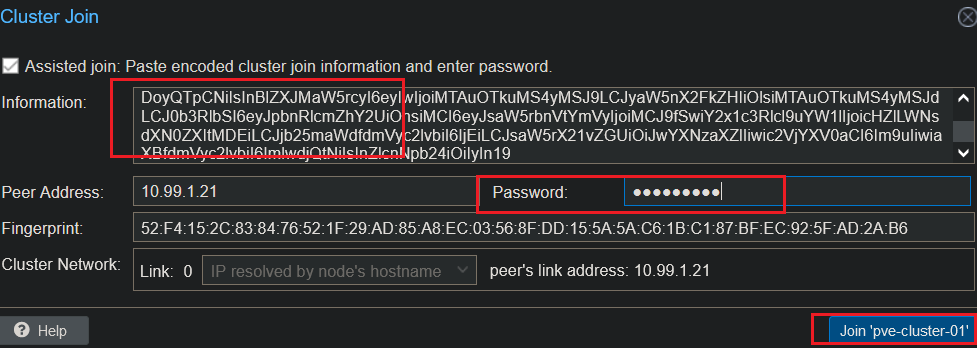 Cluster Join
Assisted join: Paste encoded cluster join information and enter password.
Information:
DoyQTpCNiIsInBlZXJMaW5rcyI6eyIwIjoiMTAuOTkuMS4yMSJ9LCJyaW5nX2FkZHIiOlsiMTAuOTkuMS4yMSJd
LCJ0b3RlbSI6eyJpbnRlcmZhY2UiOnsiMCI6eyJsaW5rbnVtYmVyIjoiMCJ9fSwiY2x1c3Rlcl9uYW1lIjoicHZlLWNs
dXN0ZXItMDEiLCJjb25maWdfdmVyc2lvbiI6IjEiLCJsaW5rX21vZGUiOiJwYXNzaXZlIiwic2VjYXV0aCI6Im9uIiwia
XBfdmVyc2lvbiI6ImlwdjQtNiIsInZlcnNpb24iOiIyIn19
Peer Address: 10.99.1.21 Password: ●●●●●●●●●
Fingerprint: 52:F4:15:2C:83:84:76:52:1F:29:AD:85:A8:EC:03:56:8F:DD:15:5A:5A:C6:1B:C1:87:BF:EC:92:5F:AD:2A:B6
Cluster Network: Link: 0 IP resolved by node's hostname peer's link address: 10.99.1.21
Help Join 'pve-cluster-01'